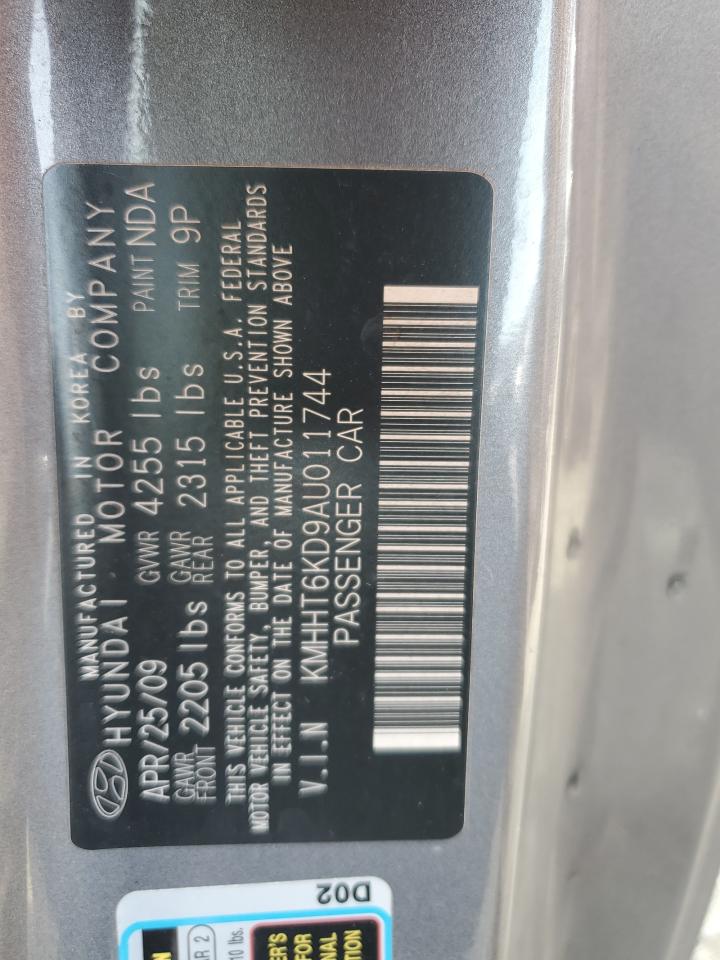 MANUFACTURED IN KOREA BY
HYUNDAI MOTOR COMPANY
APR/25/09 GVWR 4255 lbs PAINT NDA
GAWR FRONT 2205 lbs GAWR REAR 2315 lbs TRIM 9P
THIS VEHICLE CONFORMS TO ALL APPLICABLE U.S.A. FEDERAL
MOTOR VEHICLE SAFETY, BUMPER, AND THEFT PREVENTION STANDARDS
IN EFFECT ON THE DATE OF MANUFACTURE SHOWN ABOVE
V.I.N KMHHT6KD9AU011744
PASSENGER CAR
D02
10 lbs.